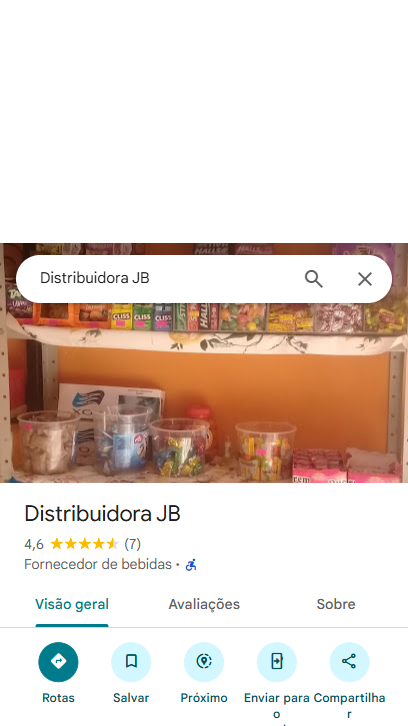 Distribuidora JB
CLISS CLISS CLISS
Distribuidora JB
4,6 (7)
Fornecedor de bebidas ·
Visão geral Avaliações Sobre
Rotas Salvar Próximo Enviar para o Compartilhar